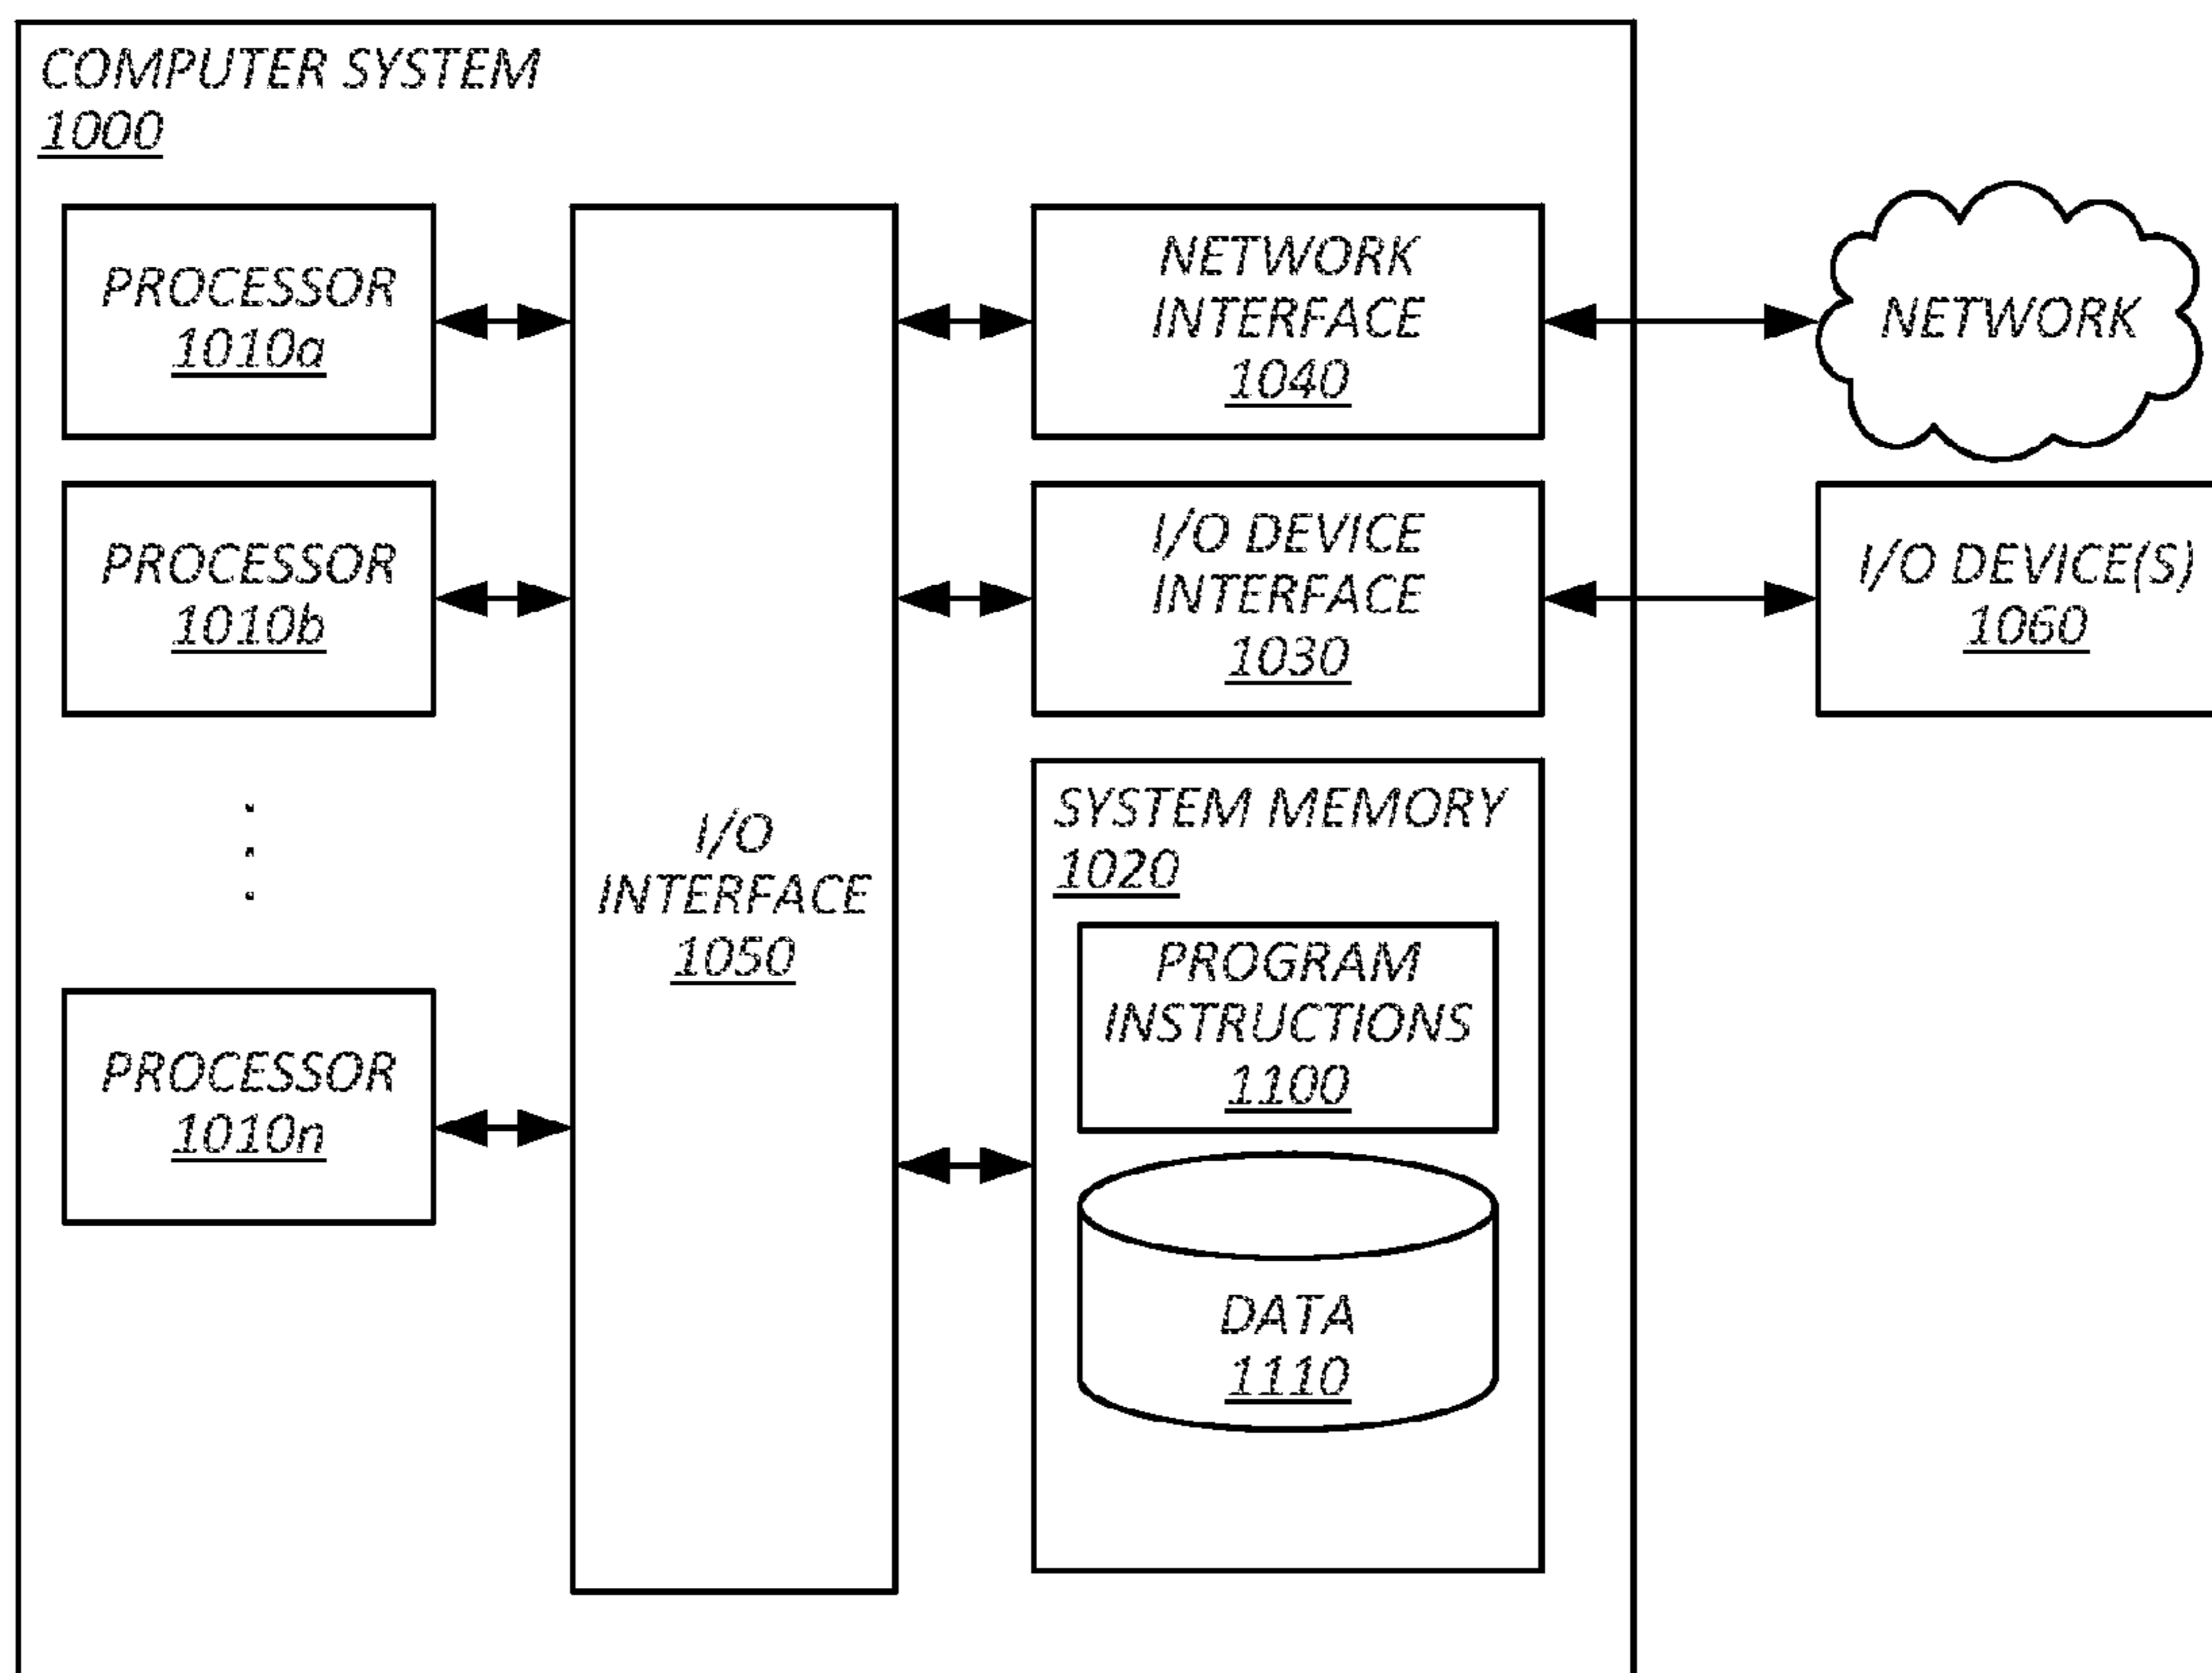 COMPUTER SYSTEM
1000
PROCESSOR
1010a
PROCESSOR
1010b
PROCESSOR
1010n
I/O
INTERFACE
1050
NETWORK
INTERFACE
1040
I/O DEVICE
INTERFACE
1030
SYSTEM MEMORY
1020
PROGRAM
INSTRUCTIONS
1100
DATA
1110
NETWORK
I/O DEVICE(S)
1060